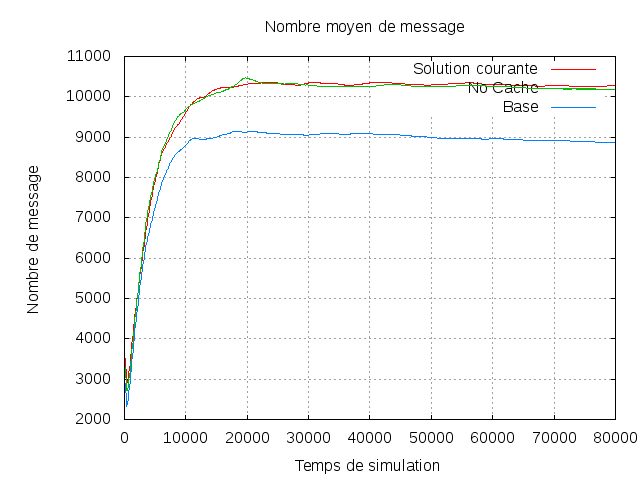 Nombre moyen de message
11000
10000
9000
8000
7000
6000
5000
4000
3000
2000
Nombre de message
Solution courante
No Cache
Base
0 10000 20000 30000 40000 50000 60000 70000 80000
Temps de simulation